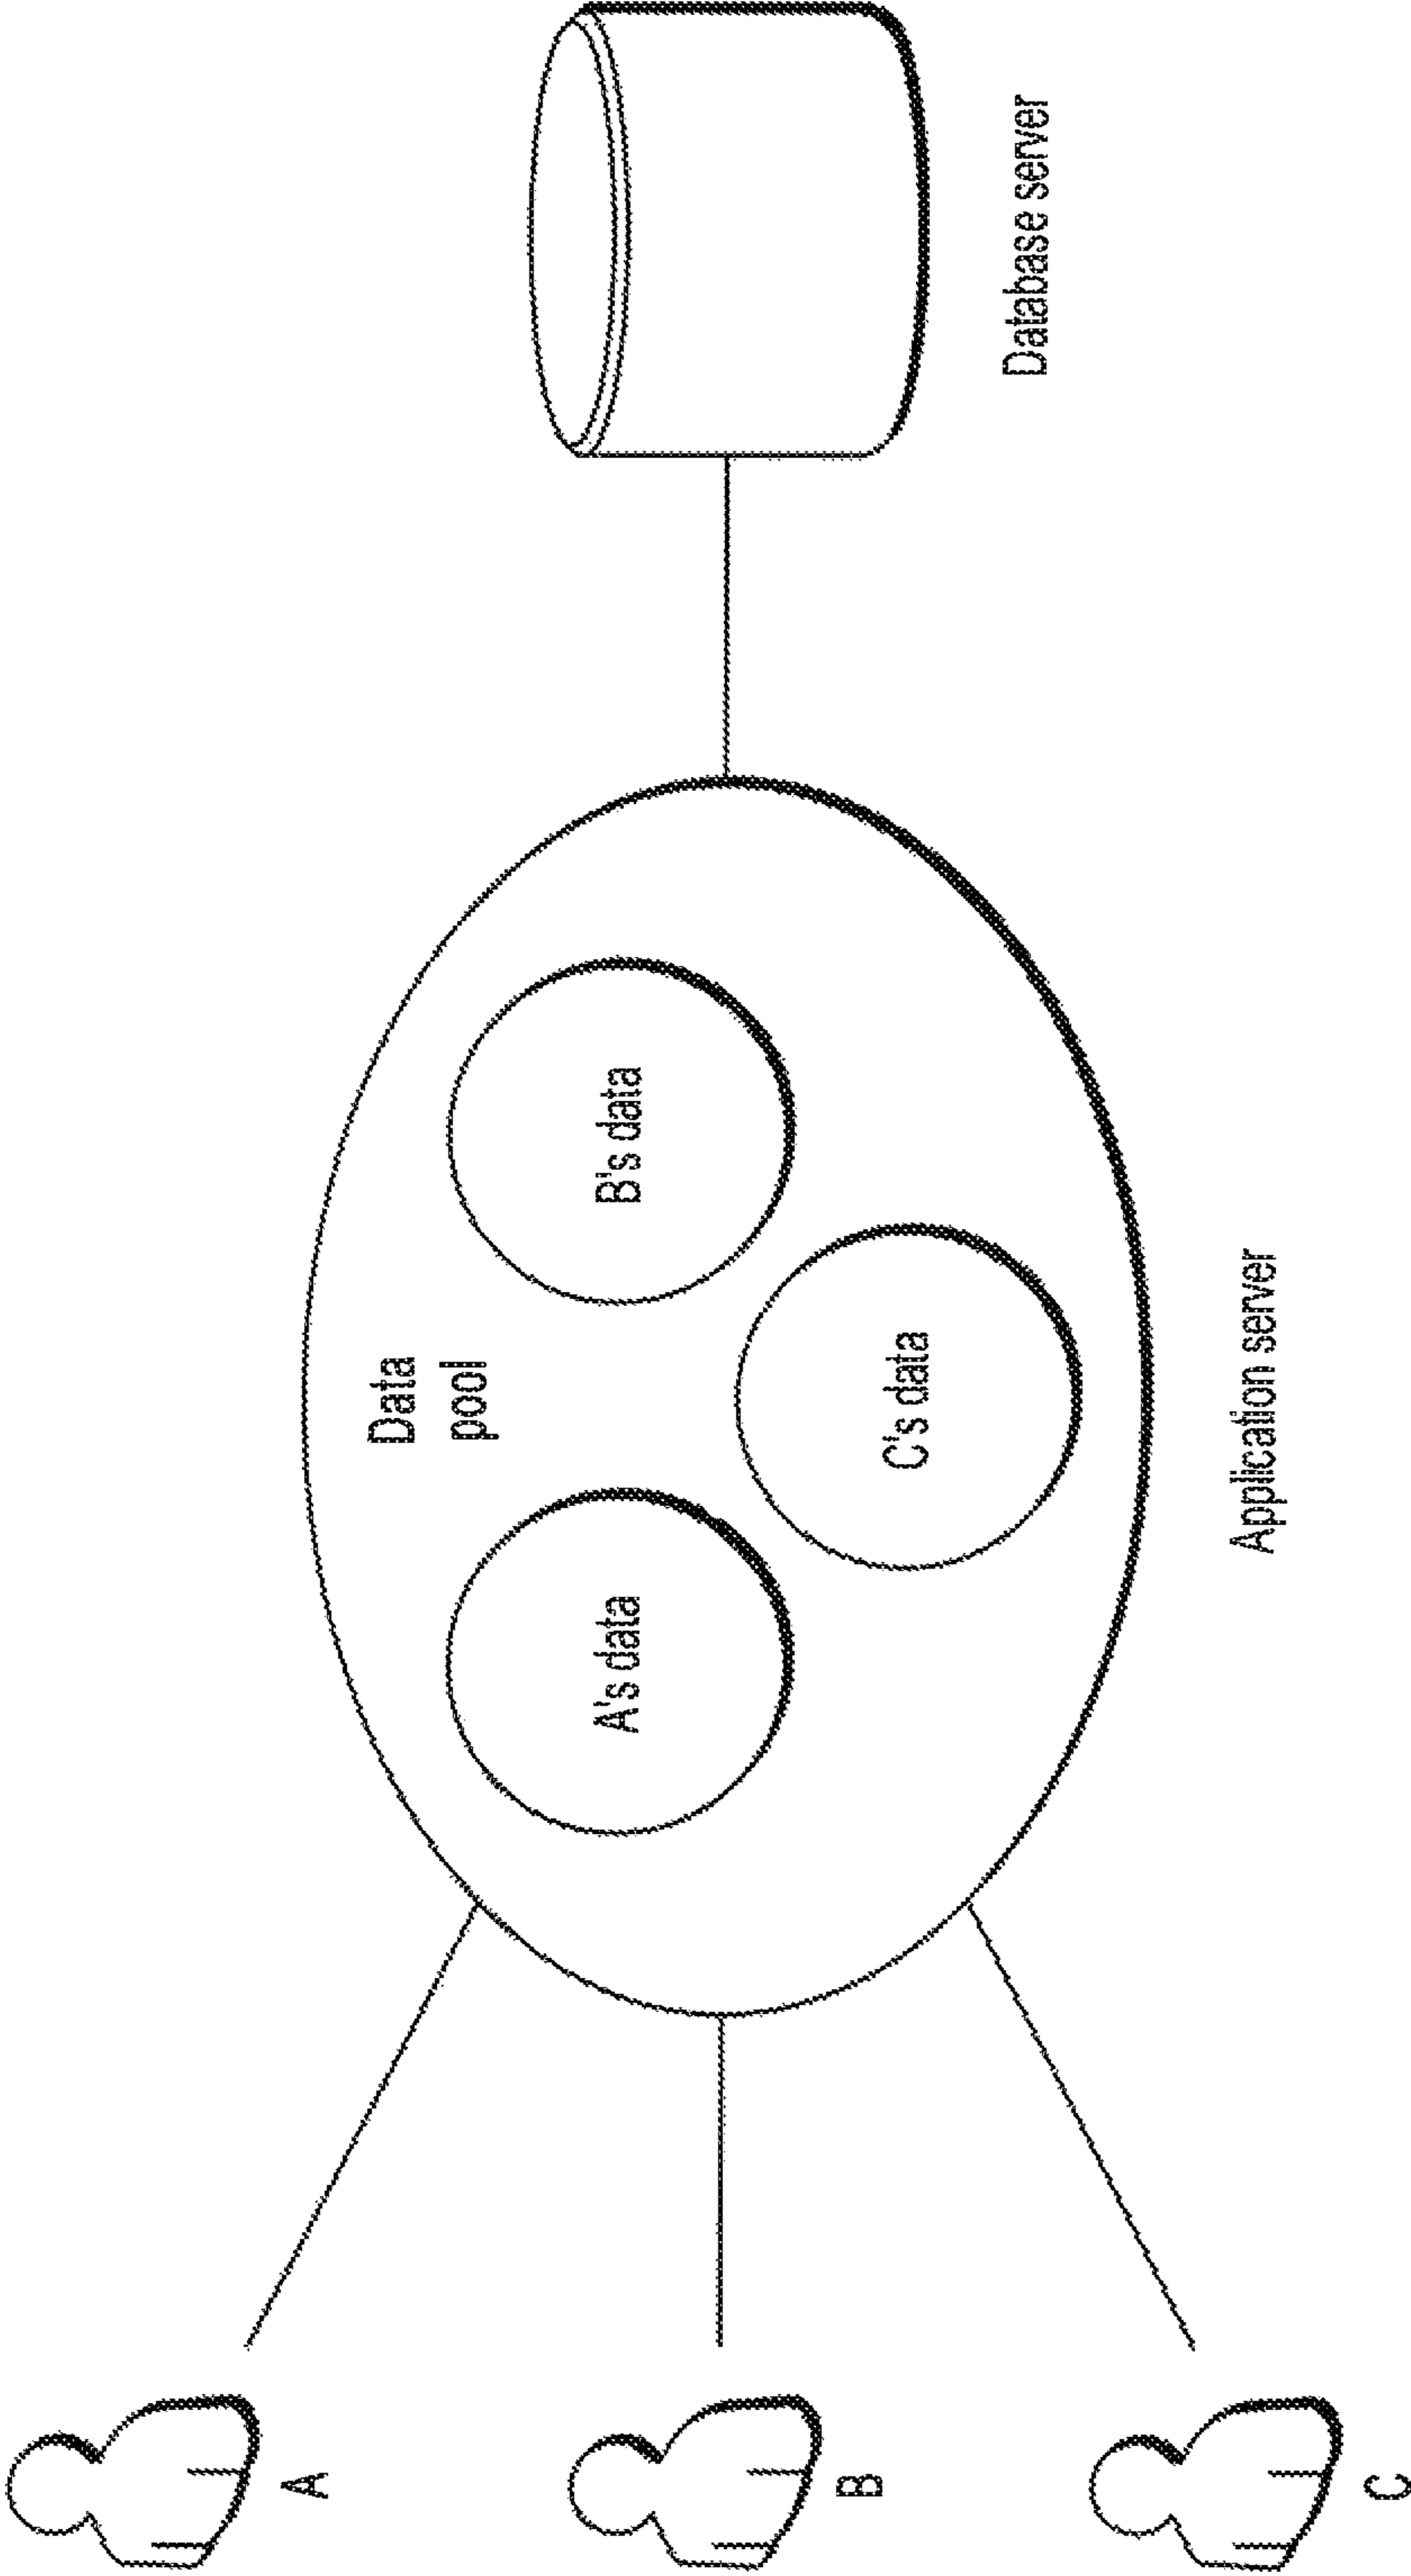 A
B
C
Data
pool
A's data
B's data
C's data
Application server
Database server